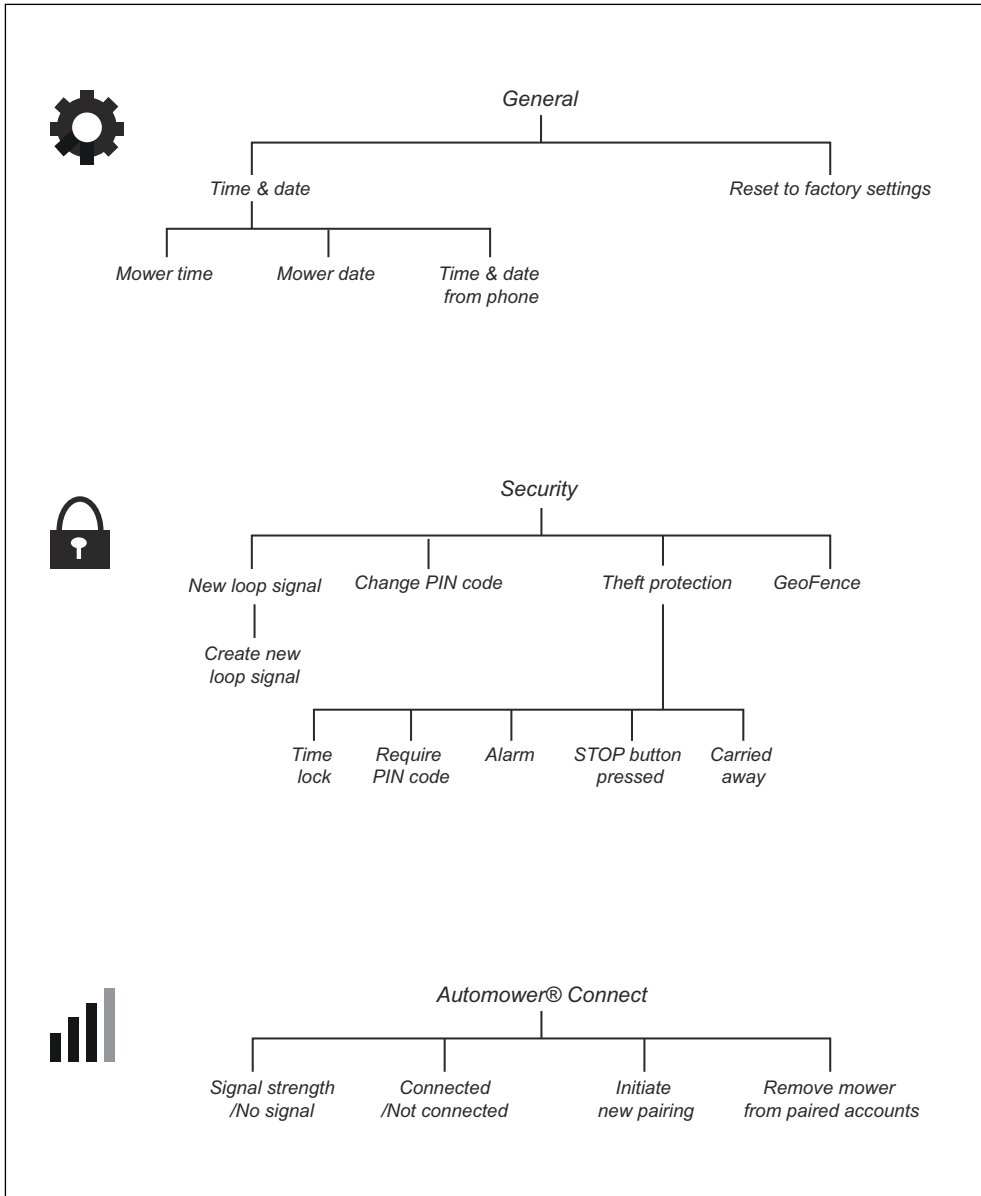 General
Time & date
Reset to factory settings
Mower time
Mower date
Time & date
from phone
Security
New loop signal
Change PIN code
Theft protection
GeoFence
Create new
loop signal
Time
lock
Require
PIN code
Alarm
STOP button
pressed
Carried
away
Automower® Connect
Signal strength
/No signal
Connected
/Not connected
Initiate
new pairing
Remove mower
from paired accounts